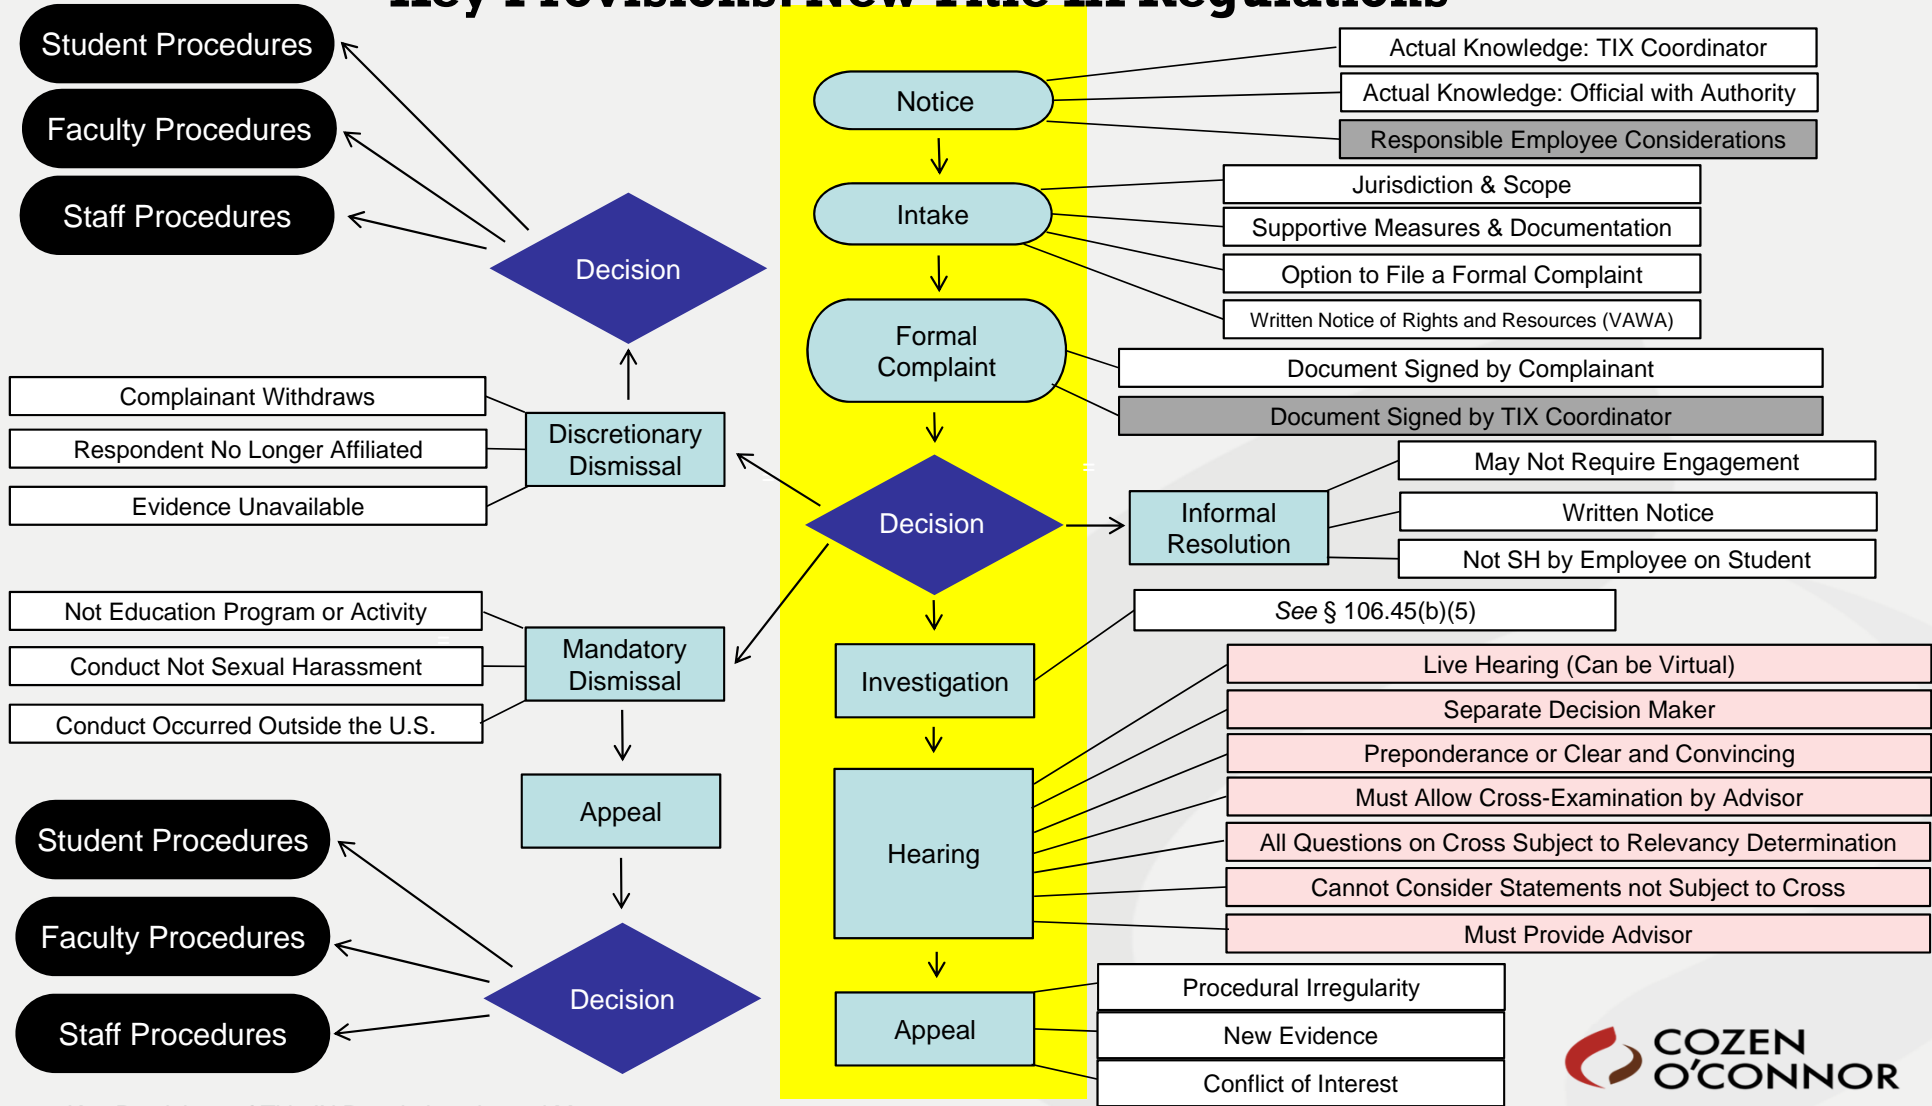 Key Provisions: New Title IX Regulations
Student Procedures
Faculty Procedures
Staff Procedures
Decision
Notice
Actual Knowledge: TIX Coordinator
Actual Knowledge: Official with Authority
Responsible Employee Considerations
Intake
Jurisdiction & Scope
Supportive Measures & Documentation
Option to File a Formal Complaint
Written Notice of Rights and Resources (VAWA)
Formal
Complaint
Document Signed by Complainant
Document Signed by TIX Coordinator
Complainant Withdraws
Respondent No Longer Affiliated
Evidence Unavailable
Discretionary
Dismissal
Decision
Informal
Resolution
May Not Require Engagement
Written Notice
Not SH by Employee on Student
Not Education Program or Activity
Conduct Not Sexual Harassment
Conduct Occurred Outside the U.S.
Mandatory
Dismissal
Investigation
See § 106.45(b)(5)
Hearing
Live Hearing (Can be Virtual)
Separate Decision Maker
Preponderance or Clear and Convincing
Must Allow Cross-Examination by Advisor
All Questions on Cross Subject to Relevancy Determination
Cannot Consider Statements not Subject to Cross
Must Provide Advisor
Appeal
Student Procedures
Faculty Procedures
Staff Procedures
Decision
Appeal
Procedural Irregularity
New Evidence
Conflict of Interest
COZEN
O'CONNOR